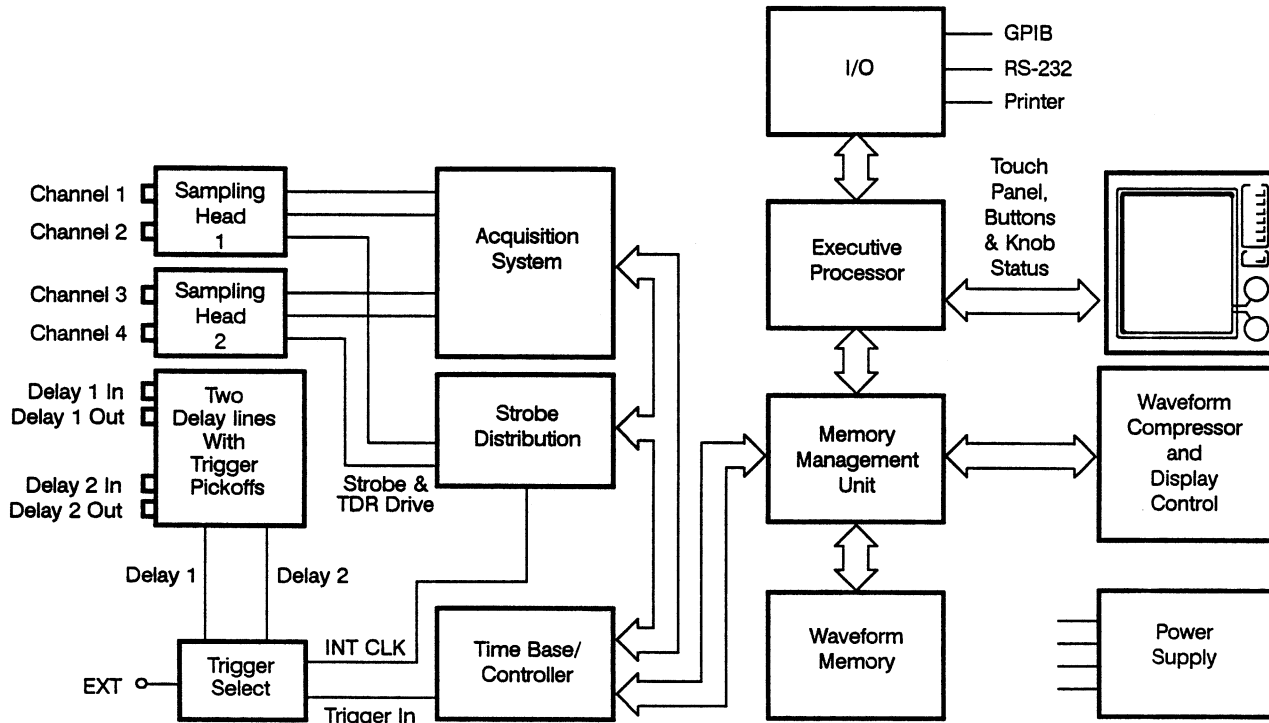 GPIB
I/O
RS-232
Printer
Channel 1
Channel 2
Sampling
Head
1
Channel 3
Channel 4
Sampling
Head
2
Acquisition
System
Executive
Processor
Touch
Panel,
Buttons
& Knob
Status
Delay 1 In
Delay 1 Out
Delay 2 In
Delay 2 Out
Two
Delay lines
With
Trigger
Pickoffs
Strobe
Distribution
Strobe &
TDR Drive
Memory
Management
Unit
Waveform
Compressor
and
Display
Control
Delay 1
Delay 2
INT CLK
EXT
Trigger
Select
Trigger In
Time Base/
Controller
Waveform
Memory
Power
Supply